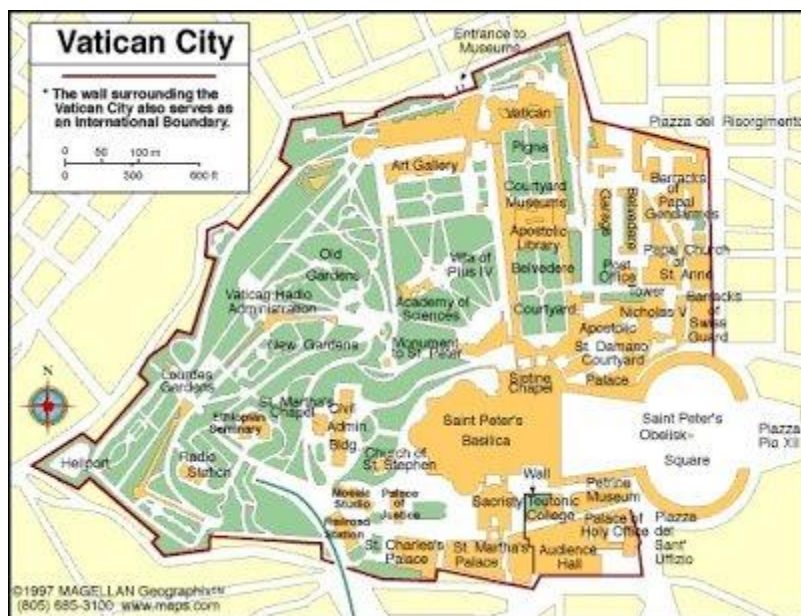 Vatican City
* The wall surrounding the
Vatican City also serves as
an International Boundary.
0 50 100 m
0 300 600 ft
Entrance to
Museums
Vatican
Piazza del Risorgimento
Pigna
Art Gallery
Courtyard
Museums
Barracks
of
Papal
Gendarmes
Belvedere
Garage
Apostolic
Library
Old
Gardens
Villa of
Pius IV
Belvedere
Post
Office
Papal Church
of
St. Anne
Tower
Vatican Radio
Administration
Academy of
Sciences
Courtyard
Nicholas V
Barracks
of
Swiss
Guard
Apostolic
New Gardens
Monument
to St. Peter
St. Damaso
Courtyard
Lourdes
Gardens
Sistine
Chapel
Palace
N
St. Martha's
Chapel
Ethiopian
Seminary
Civil
Admin.
Bldg.
Saint Peter's
Basilica
Saint Peter's
Obelisk
Square
Piazza
Pio XII
Heliport
Radio
Station
Church of
St. Stephen
Wall
Petrine
Museum
Mosaic
Studio
Palace
of
Justice
Sacristy
Teutonic
College
Railroad
Station
Palace of
Holy Office
Piazza
del
Sant'
Uffizio
St. Charles's
Palace
St. Martha's
Palace
Audience
Hall
©1997 MAGELLAN Geographix℠
(805) 685-3100 www.maps.com